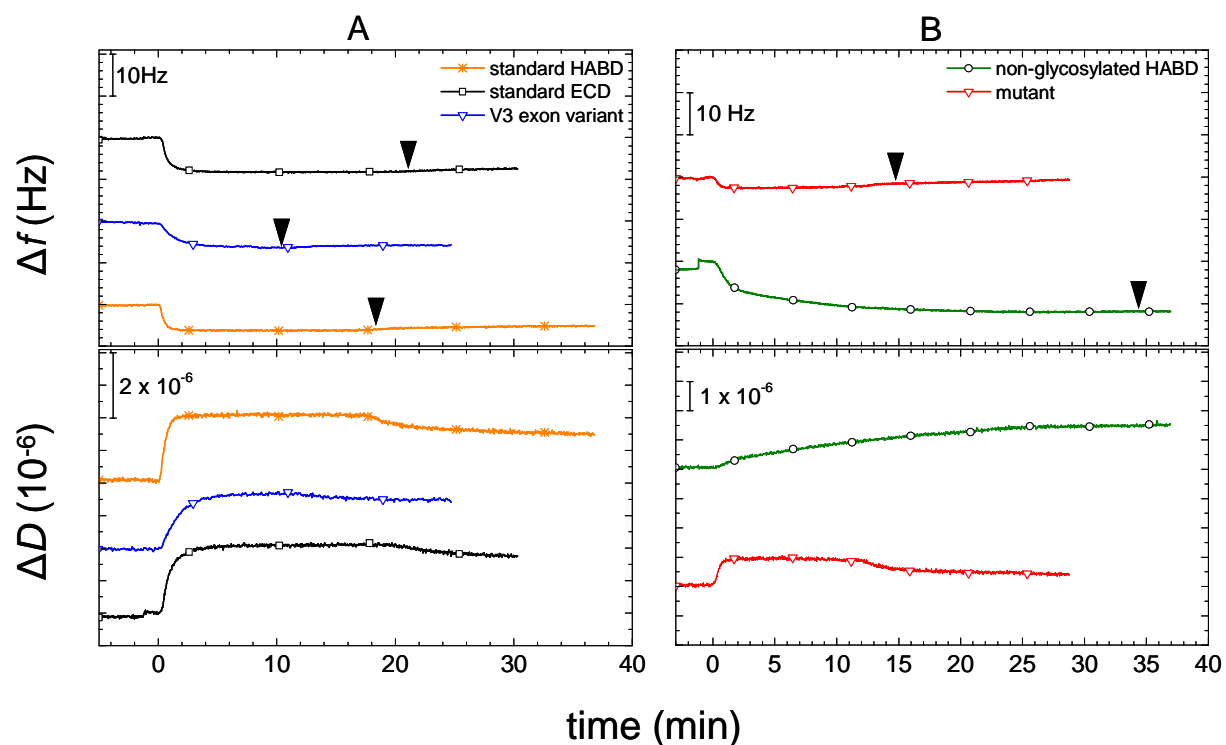 A
B
10Hz
standard HABD
standard ECD
V3 exon variant
10 Hz
non-glycosylated HABD
mutant
Δf (Hz)
2 x 10⁻⁶
1 x 10⁻⁶
ΔD (10⁻⁶)
0 10 20 30 40
0 5 10 15 20 25 30 35 40
time (min)